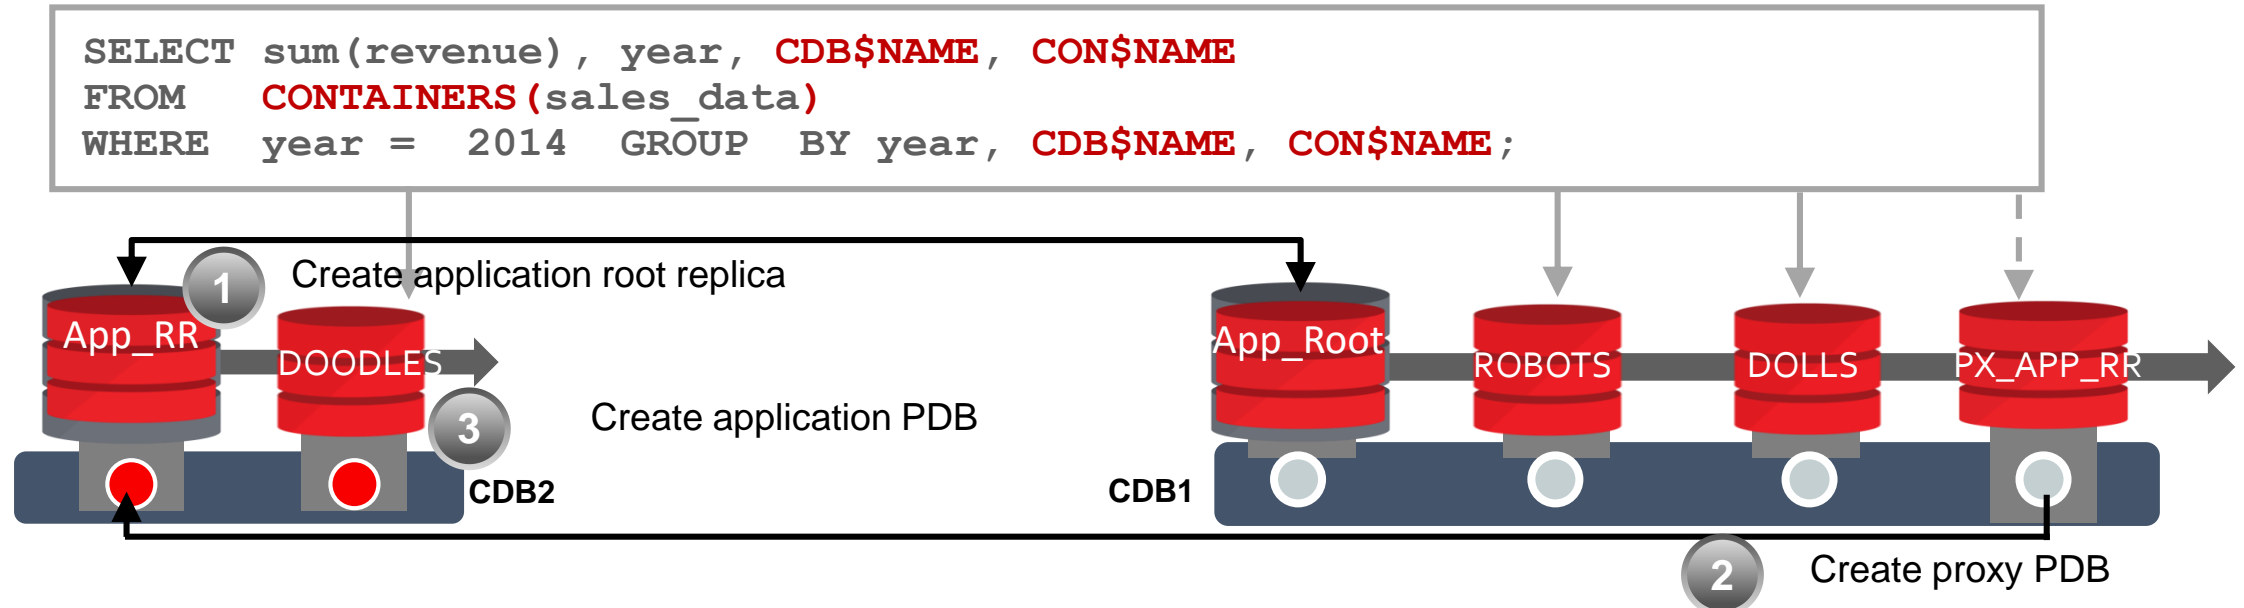 SELECT sum(revenue), year, CDB$NAME, CON$NAME
FROM CONTAINERS(sales_data)
WHERE year = 2014 GROUP BY year, CDB$NAME, CON$NAME;
1
Create application root replica
App_RR
DOODLES
App_Root
ROBOTS
DOLLS
PX_APP_RR
3
Create application PDB
CDB2
CDB1
2
Create proxy PDB